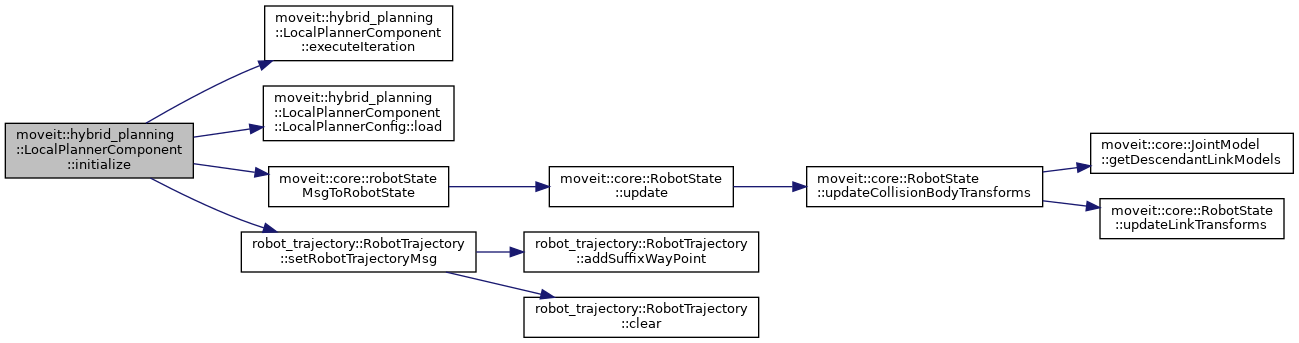 moveit::hybrid_planning
::LocalPlannerComponent
::initialize
moveit::hybrid_planning
::LocalPlannerComponent
::executeIteration
moveit::hybrid_planning
::LocalPlannerComponent
::LocalPlannerConfig::load
moveit::core::robotState
MsgToRobotState
moveit::core::RobotState
::update
moveit::core::RobotState
::updateCollisionBodyTransforms
moveit::core::JointModel
::getDescendantLinkModels
moveit::core::RobotState
::updateLinkTransforms
robot_trajectory::RobotTrajectory
::setRobotTrajectoryMsg
robot_trajectory::RobotTrajectory
::addSuffixWayPoint
robot_trajectory::RobotTrajectory
::clear